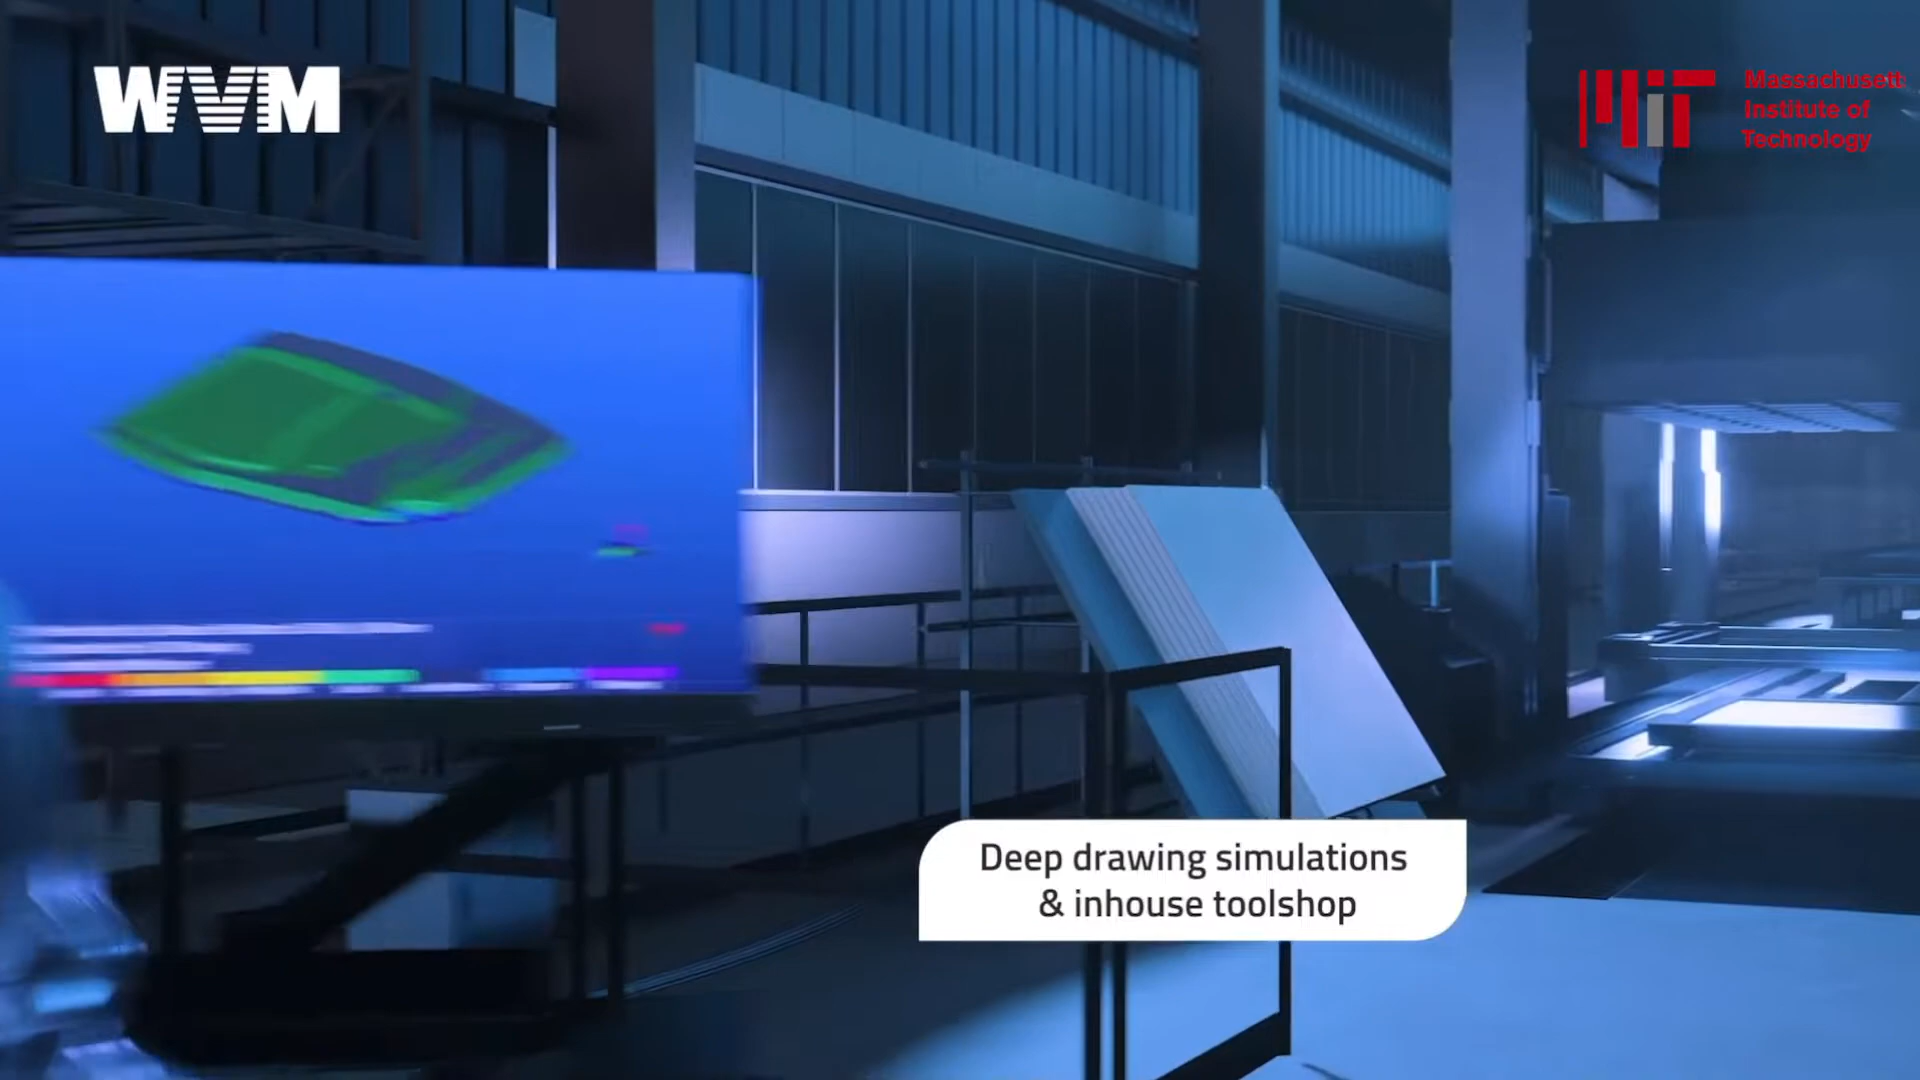 WVM
Massachusett
Institute of
Technology
Deep drawing simulations
& inhouse toolshop